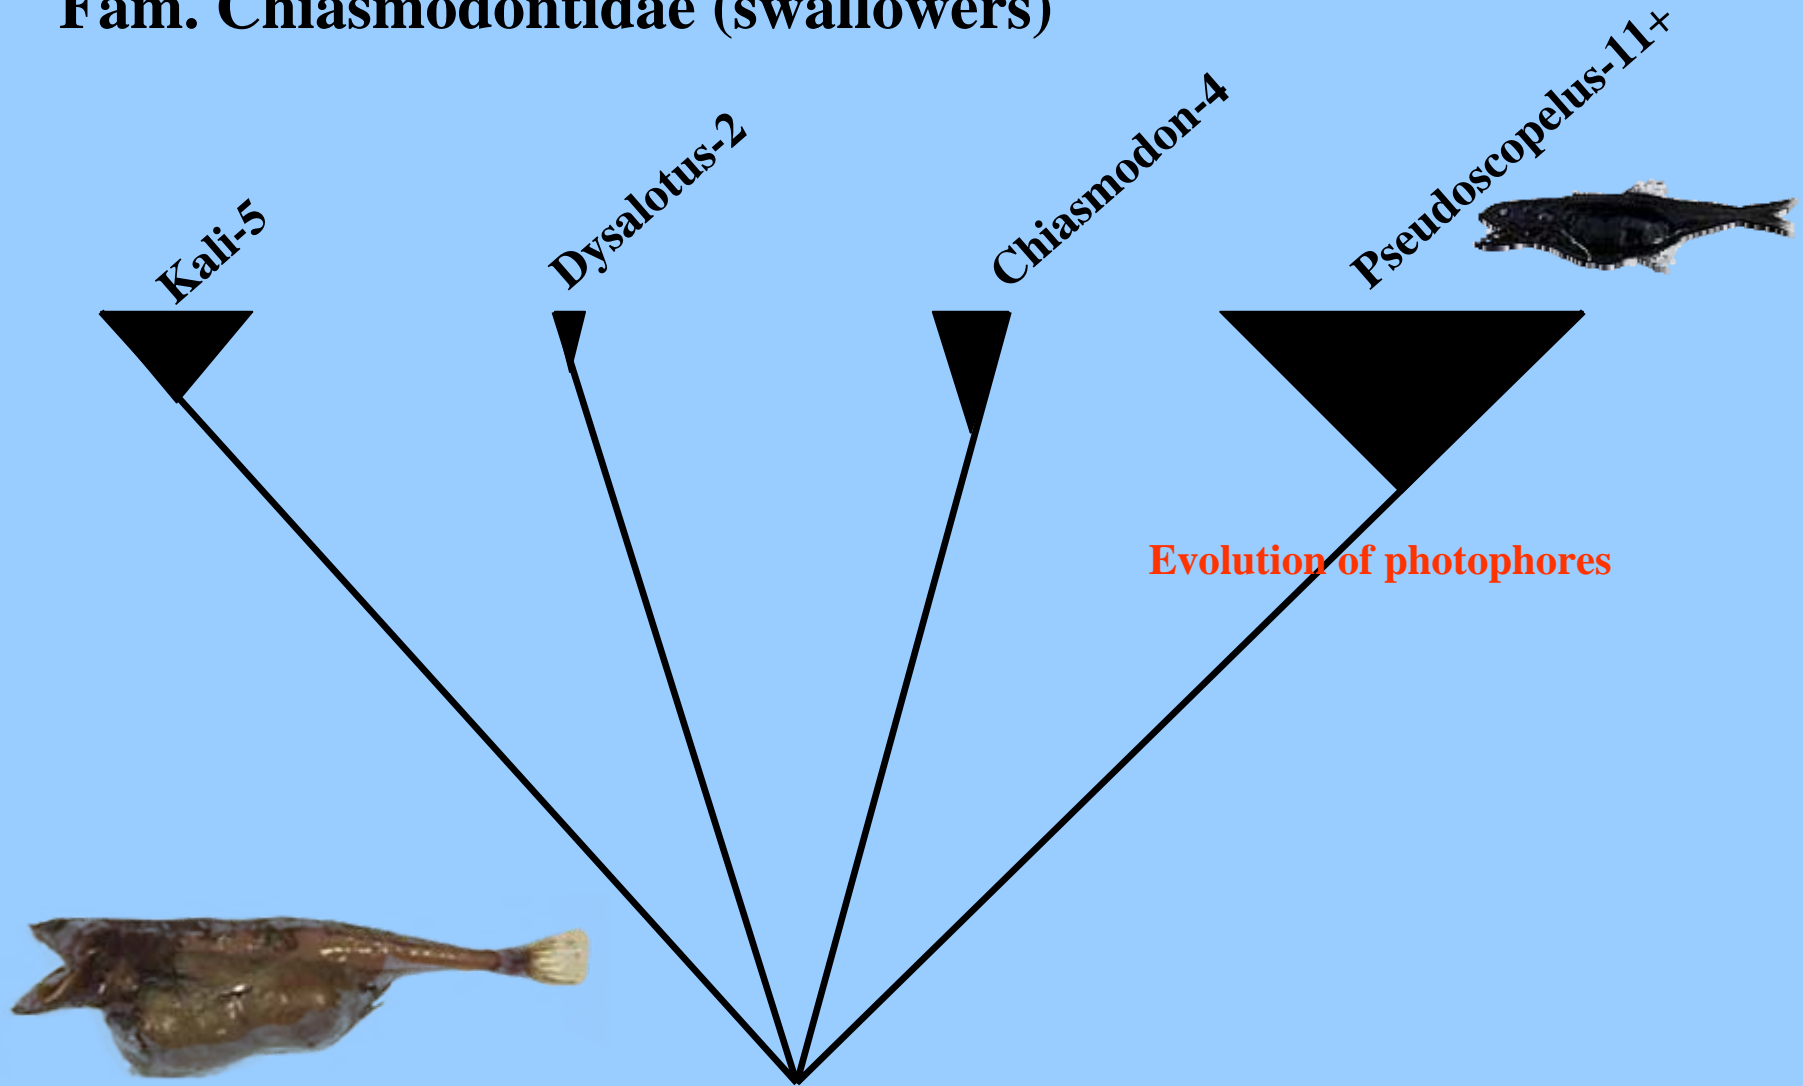 Fam. Chiasmodontidae (swallowers)
Kali-5
Dysalotus-2
Chiasmodon-4
Pseudoscopelus-11+
Evolution of photophores